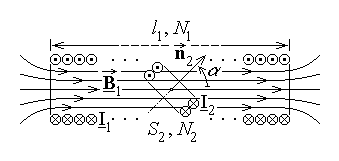 l₁, N₁
n₂
α
B₁
I₂
I₁
S₂, N₂